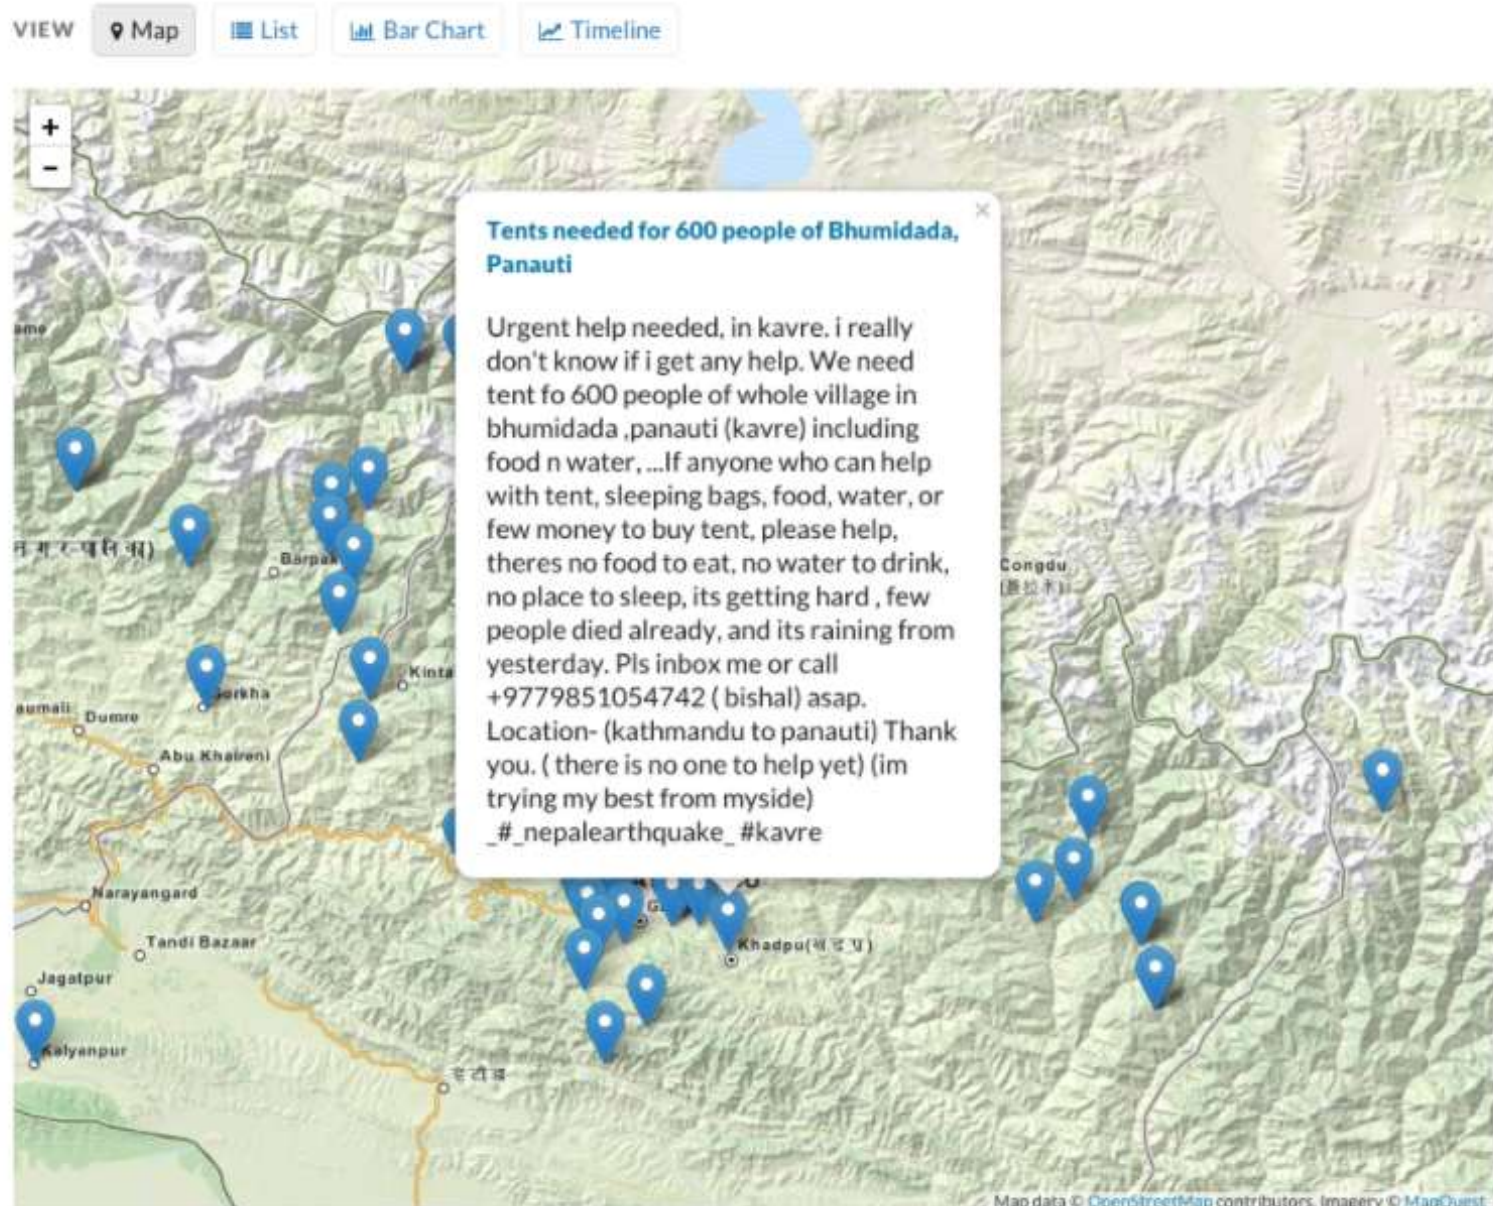 VIEW Map List Bar Chart Timeline
+
−
×
Tents needed for 600 people of Bhumidada,
Panauti
Urgent help needed, in kavre. i really
don't know if i get any help. We need
tent fo 600 people of whole village in
bhumidada ,panauti (kavre) including
food n water, ...If anyone who can help
with tent, sleeping bags, food, water, or
few money to buy tent, please help,
theres no food to eat, no water to drink,
no place to sleep, its getting hard , few
people died already, and its raining from
yesterday. Pls inbox me or call
+9779851054742 ( bishal) asap.
Location- (kathmandu to panauti) Thank
you. ( there is no one to help yet) (im
trying my best from myside)
_#_nepalearthquake_ #kavre
ame
Barpak
Congdu
Kinta
orkha
aumali
Dumre
Abu Khaireni
Narayangard
Tandi Bazaar
Khadpu
Jagatpur
Kalyanpur
Map data © OpenStreetMap contributors, Imagery © MapQuest